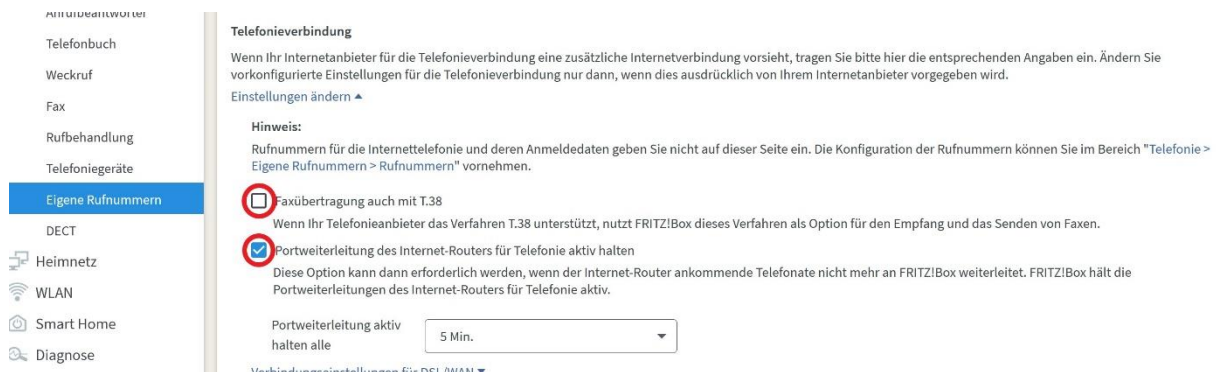 Anrufbeantworter
Telefonbuch
Weckruf
Fax
Rufbehandlung
Telefoniegeräte
Eigene Rufnummern
DECT
Heimnetz
WLAN
Smart Home
Diagnose
Telefonieverbindung
Wenn Ihr Internetanbieter für die Telefonieverbindung eine zusätzliche Internetverbindung vorsieht, tragen Sie bitte hier die entsprechenden Angaben ein. Ändern Sie
vorkonfigurierte Einstellungen für die Telefonieverbindung nur dann, wenn dies ausdrücklich von Ihrem Internetanbieter vorgegeben wird.
Einstellungen ändern
Hinweis:
Rufnummern für die Internettelefonie und deren Anmeldedaten geben Sie nicht auf dieser Seite ein. Die Konfiguration der Rufnummern können Sie im Bereich "Telefonie >
Eigene Rufnummern > Rufnummern" vornehmen.
Faxübertragung auch mit T.38
Wenn Ihr Telefonieanbieter das Verfahren T.38 unterstützt, nutzt FRITZ!Box dieses Verfahren als Option für den Empfang und das Senden von Faxen.
Portweiterleitung des Internet-Routers für Telefonie aktiv halten
Diese Option kann dann erforderlich werden, wenn der Internet-Router ankommende Telefonate nicht mehr an FRITZ!Box weiterleitet. FRITZ!Box hält die
Portweiterleitungen des Internet-Routers für Telefonie aktiv.
Portweiterleitung aktiv
halten alle
5 Min.
Verbindungseinstellungen für DSL/WAN